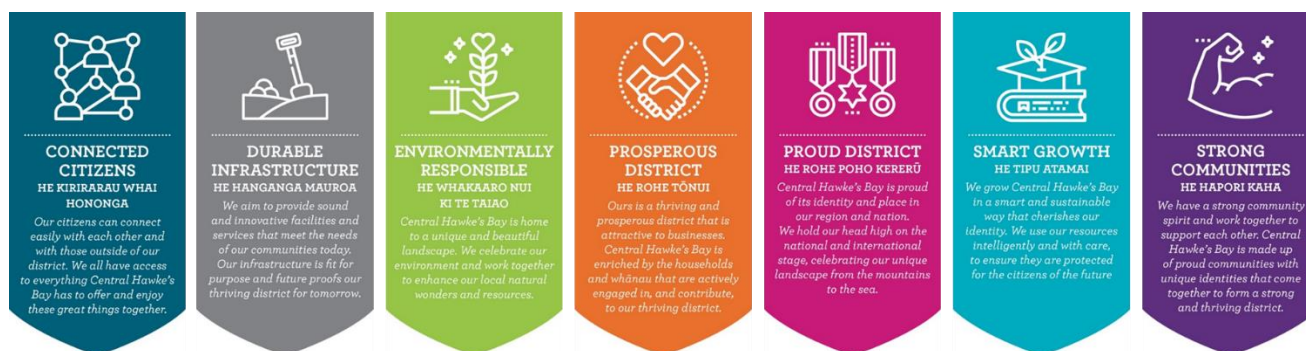 CONNECTED
CITIZENS
HE KIRIRARAU WHAI
HONONGA
Our citizens can connect
easily with each other and
with those outside of our
district. We all have access
to everything Central Hawke's
Bay has to offer and enjoy
these great things together.
DURABLE
INFRASTRUCTURE
HE HANGANGA MAUROA
We aim to provide sound
and innovative facilities and
services that meet the needs
of our communities today.
Our infrastructure is fit for
purpose and future proofs our
thriving district for tomorrow.
ENVIRONMENTALLY
RESPONSIBLE
HE WHAKAARO NUI
KI TE TAIAO
Central Hawke's Bay is home
to a unique and beautiful
landscape. We celebrate our
environment and work together
to enhance our local natural
wonders and resources.
PROSPEROUS
DISTRICT
HE ROHE TŌNUI
Ours is a thriving and
prosperous district that is
attractive to businesses.
Central Hawke's Bay is
enriched by the households
and whānau that are actively
engaged in, and contribute,
to our thriving district.
PROUD DISTRICT
HE ROHE POHO KERERŪ
Central Hawke's Bay is proud
of its identity and place in
our region and nation.
We hold our head high on the
national and international
stage, celebrating our unique
landscape from the mountains
to the sea.
SMART GROWTH
HE TIPU ATAMAI
We grow Central Hawke's Bay
in a smart and sustainable
way that cherishes our
identity. We use our resources
intelligently and with care,
to ensure they are protected
for the citizens of the future
STRONG
COMMUNITIES
HE HAPORI KAHA
We have a strong community
spirit and work together to
support each other. Central
Hawke's Bay is made up
of proud communities with
unique identities that come
together to form a strong
and thriving district.